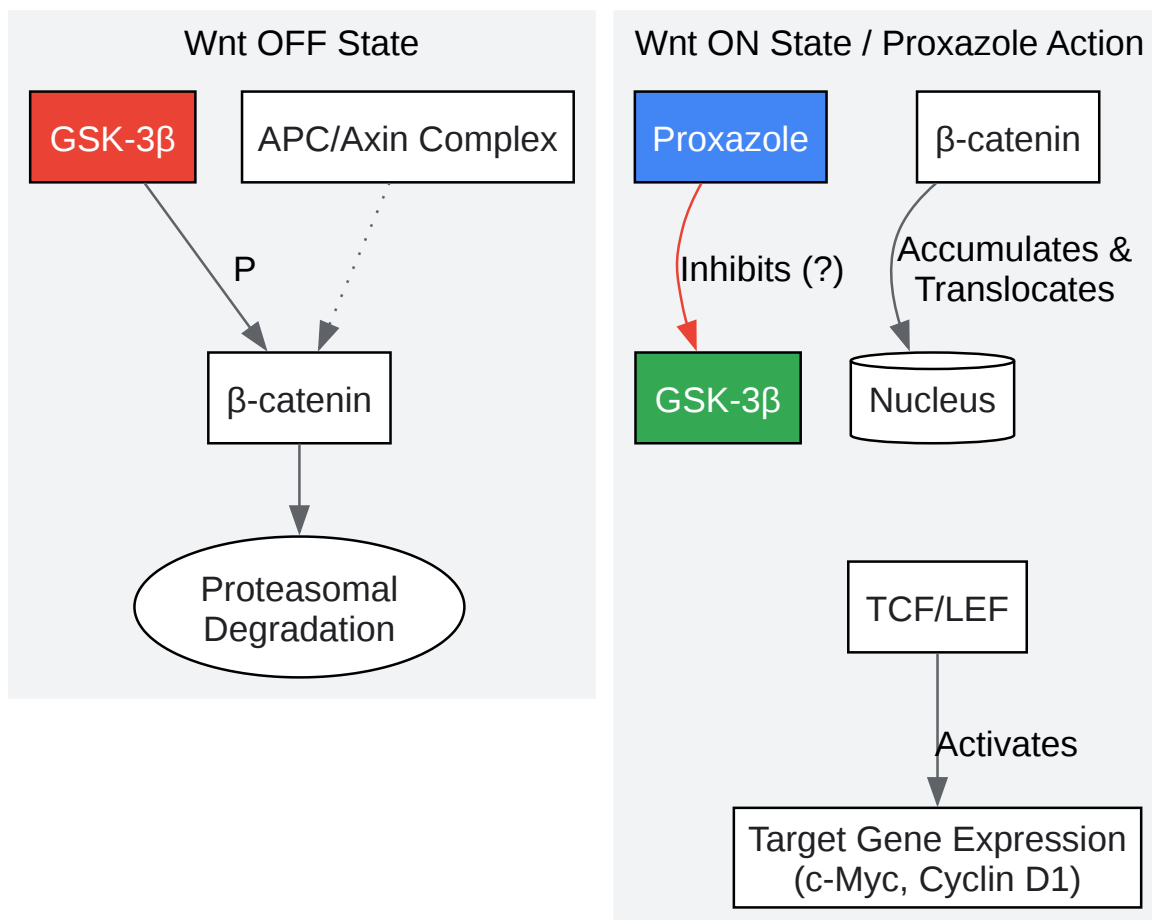 Wnt OFF State
GSK-3β
APC/Axin Complex
P
β-catenin
Proteasomal
Degradation
Wnt ON State / Proxazole Action
Proxazole
β-catenin
Inhibits (?)
Accumulates &
Translocates
GSK-3β
Nucleus
TCF/LEF
Activates
Target Gene Expression
(c-Myc, Cyclin D1)